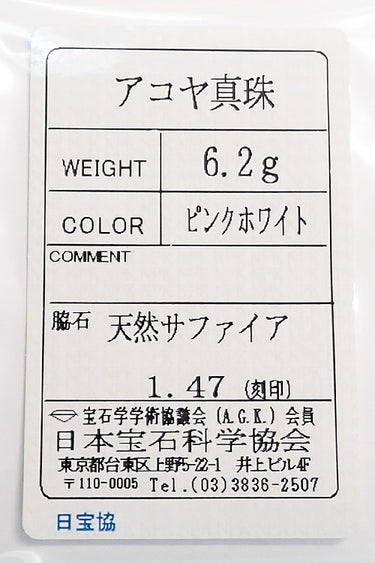 アコヤ真珠
WEIGHT 6.2g
COLOR ピンクホワイト
COMMENT
脇石 天然サファイア
1.47 (刻印)
宝石学学術協議会 (A.G.K.) 会員
日本宝石科学協会
東京都台東区上野5-22-1 井上ビル4F
〒110-0005 Tel.(03)3836-2507
日宝協